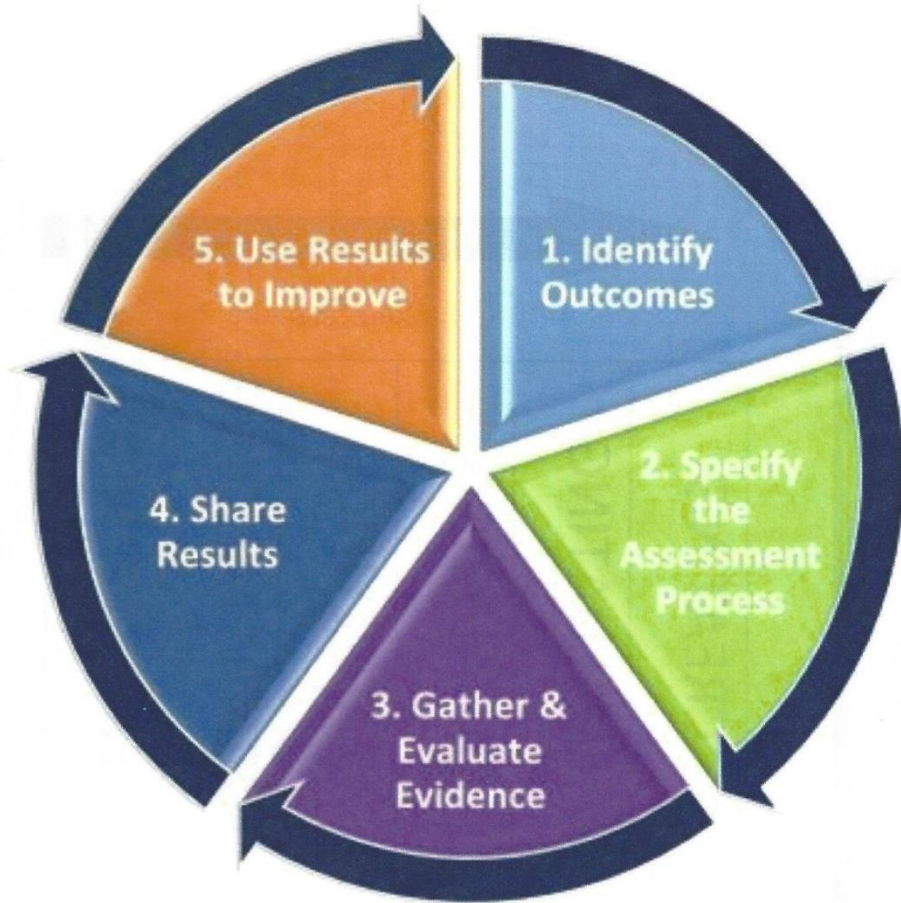 1. Identify
Outcomes
2. Specify
the
Assessment
Process
3. Gather &
Evaluate
Evidence
4. Share
Results
5. Use Results
to Improve